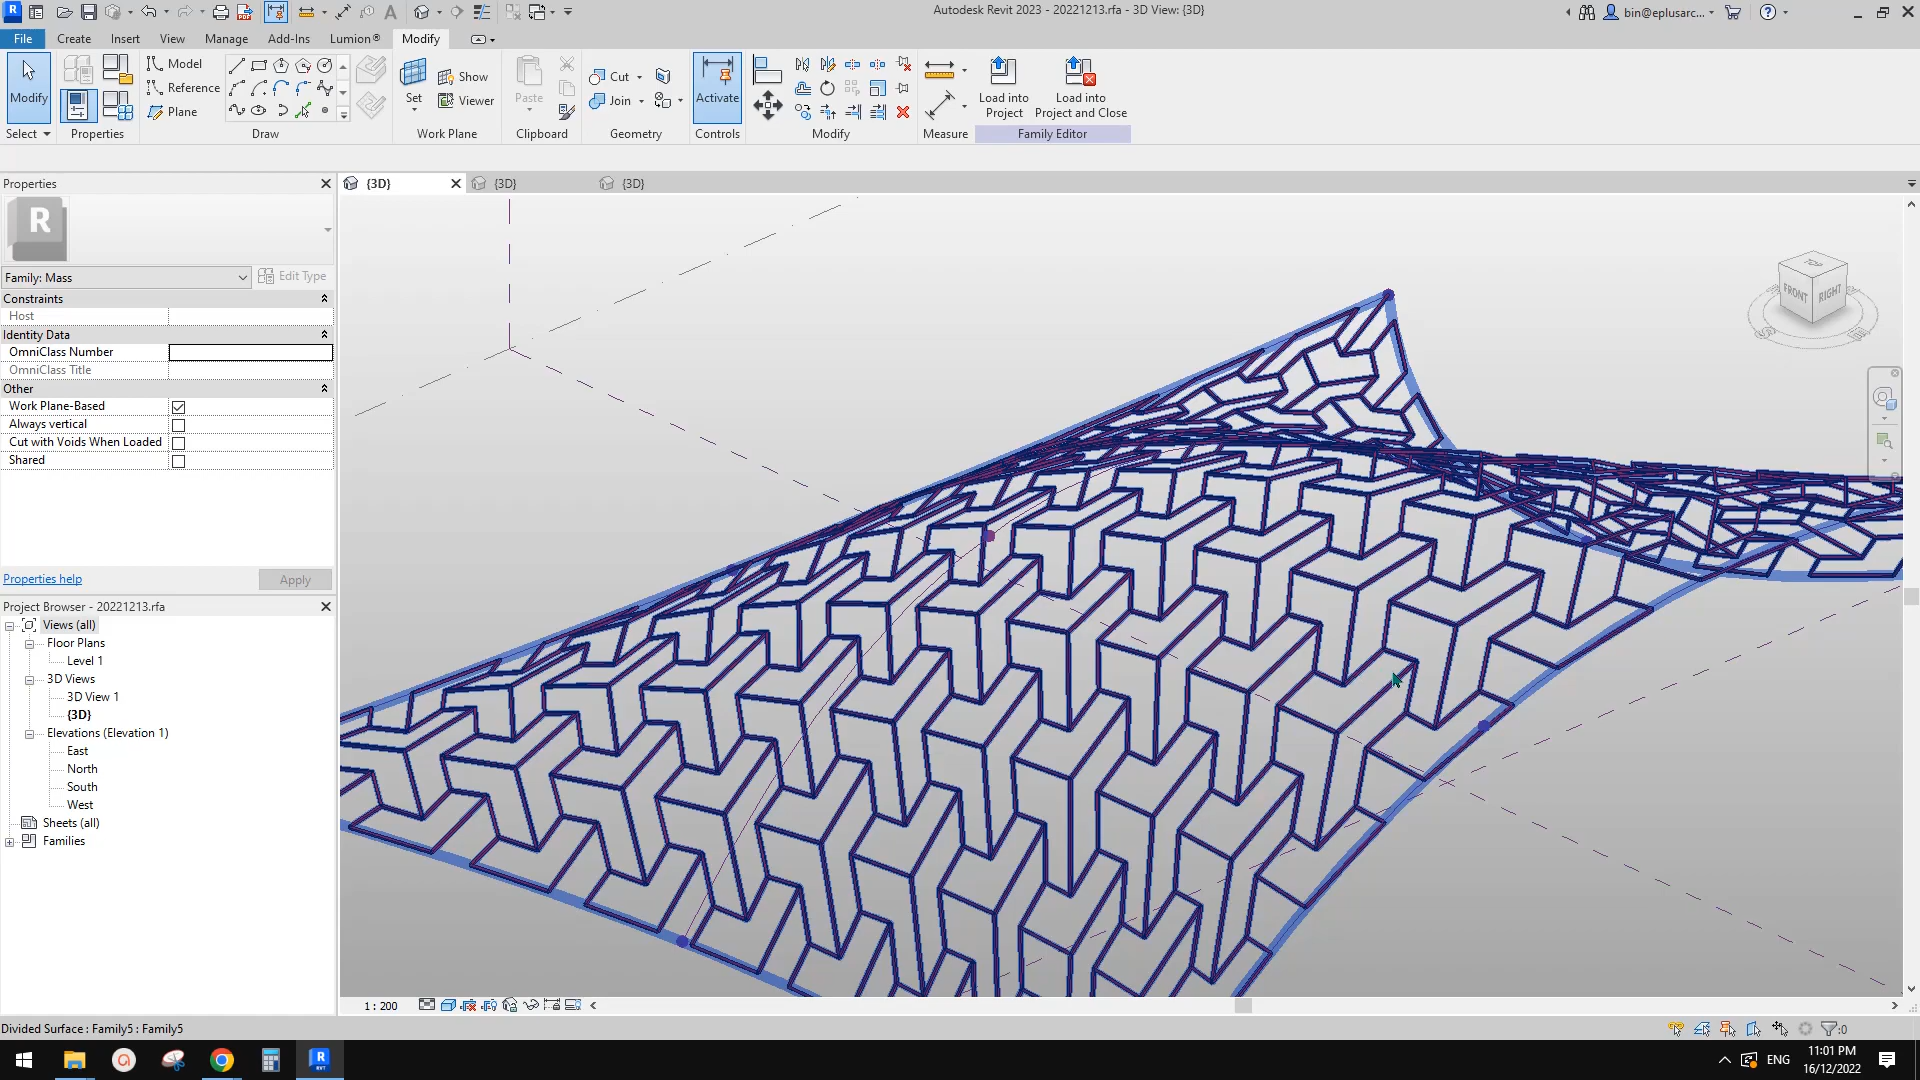 Autodesk Revit 2023 - 20221213.rfa - 3D View: {3D}
bin@eplusarc...
File
Create
Insert
View
Manage
Add-Ins
Lumion®
Modify
Modify
Select
Properties
Model
Reference
Plane
Draw
Set
Show
Viewer
Work Plane
Paste
Clipboard
Cut
Join
Geometry
Activate
Controls
Modify
Measure
Load into
Project
Load into
Project and Close
Family Editor
Properties
{3D}
{3D}
{3D}
R
Family: Mass
Edit Type
Constraints
Host
Identity Data
OmniClass Number
OmniClass Title
Other
Work Plane-Based
Always vertical
Cut with Voids When Loaded
Shared
Properties help
Apply
Project Browser - 20221213.rfa
Views (all)
Floor Plans
Level 1
3D Views
3D View 1
{3D}
Elevations (Elevation 1)
East
North
South
West
Sheets (all)
Families
TOP
FRONT
RIGHT
S
E
1 : 200
Divided Surface : Family5 : Family5
:0
ENG
11:01 PM
16/12/2022